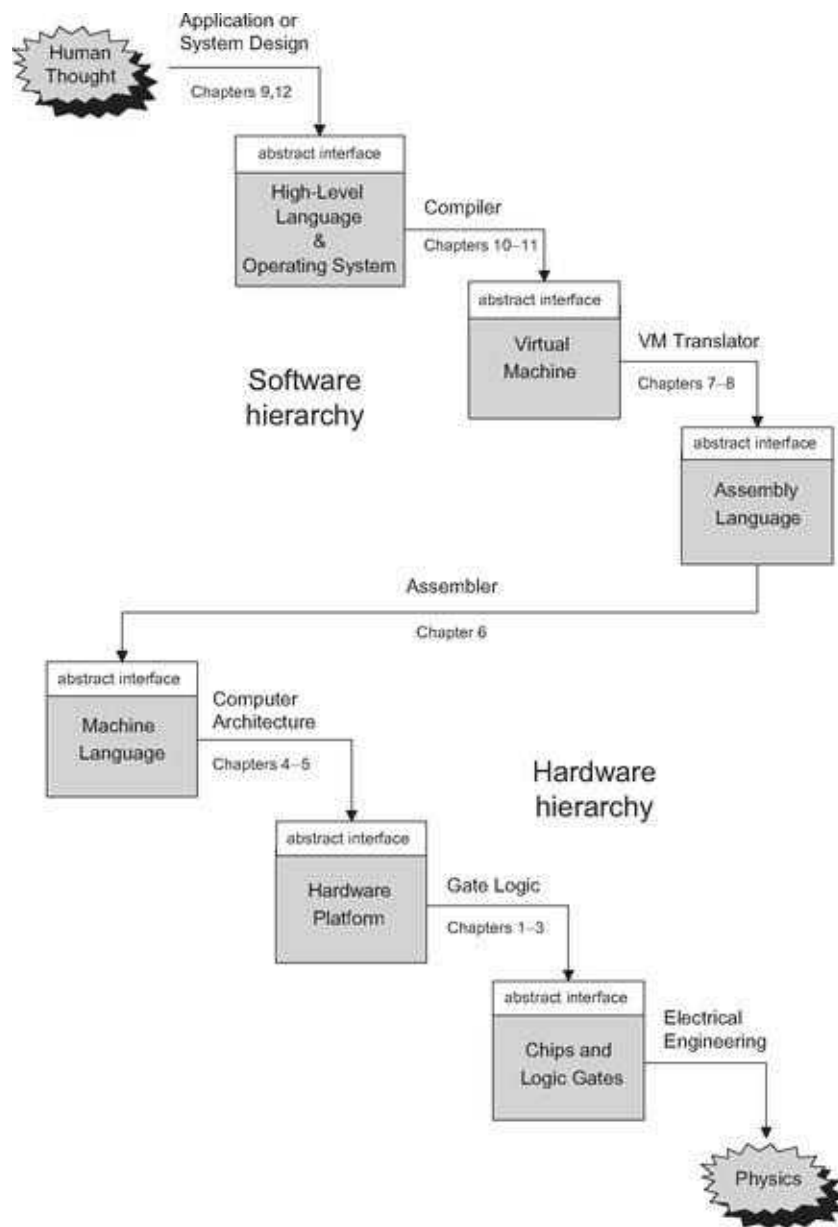 Application or
System Design
Human
Thought
Chapters 9,12
abstract interface
High-Level
Language
&
Operating System
Compiler
Chapters 10–11
abstract interface
Virtual
Machine
VM Translator
Chapters 7–8
Software
hierarchy
abstract interface
Assembly
Language
Assembler
Chapter 6
abstract interface
Machine
Language
Computer
Architecture
Chapters 4–5
Hardware
hierarchy
abstract interface
Hardware
Platform
Gate Logic
Chapters 1–3
abstract interface
Chips and
Logic Gates
Electrical
Engineering
Physics